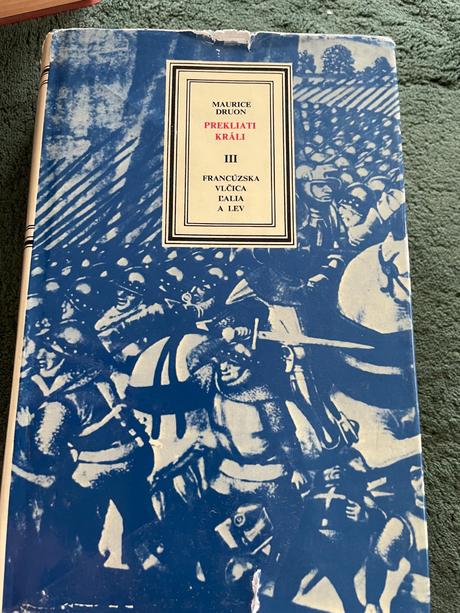 MAURICE
DRUON
PREKLIATI
KRÁLI
III
FRANCÚZSKA
VLČICA
ĽALIA
A LEV